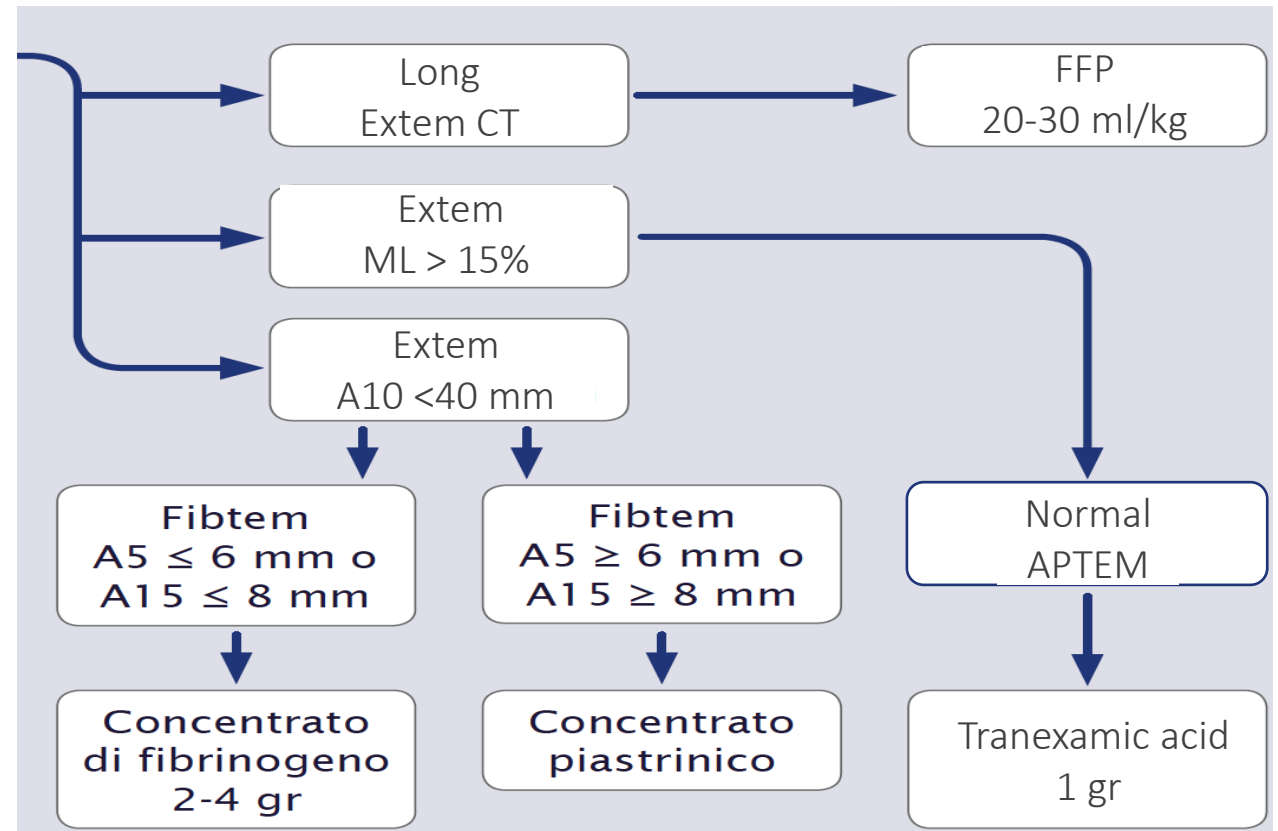 Long
Extem CT
FFP
20-30 ml/kg
Extem
ML > 15%
Extem
A10 <40 mm
Fibtem
A5 ≤ 6 mm o
A15 ≤ 8 mm
Fibtem
A5 ≥ 6 mm o
A15 ≥ 8 mm
Normal
APTEM
Concentrato
di fibrinogeno
2-4 gr
Concentrato
piastrinico
Tranexamic acid
1 gr